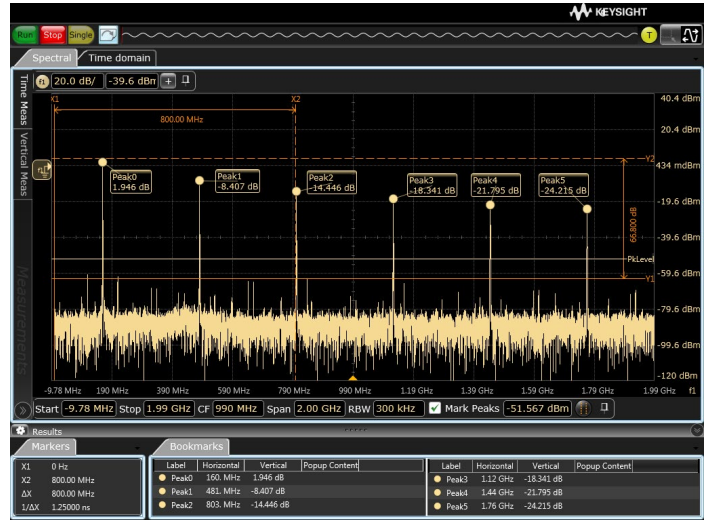 KEYSIGHT
Run Stop Single T
Spectral Time domain
Time Meas
Vertical Meas
Measurements
f1 20.0 dB/ -39.6 dBm +
X1 X2
800.00 MHz
40.4 dBm
20.4 dBm
Y2
434 mdBm
-19.6 dBm
-39.6 dBm
PkLevel
-59.6 dBm
Y1
-79.6 dBm
-99.6 dBm
-120 dBm
66.800 dB
Peak0
1.946 dB
Peak1
-8.407 dB
Peak2
-14.446 dB
Peak3
-18.341 dB
Peak4
-21.795 dB
Peak5
-24.215 dB
-9.78 MHz 190 MHz 390 MHz 590 MHz 790 MHz 990 MHz 1.19 GHz 1.39 GHz 1.59 GHz 1.79 GHz 1.99 GHz f1
Start -9.78 MHz Stop 1.99 GHz CF 990 MHz Span 2.00 GHz RBW 300 kHz Mark Peaks -51.567 dBm
Results
Markers
X1 0 Hz
X2 800.00 MHz
ΔX 800.00 MHz
1/ΔX 1.25000 ns
Bookmarks
Label Horizontal Vertical Popup Content
Peak0 160. MHz 1.946 dB
Peak1 481. MHz -8.407 dB
Peak2 803. MHz -14.446 dB
Label Horizontal Vertical Popup Content
Peak3 1.12 GHz -18.341 dB
Peak4 1.44 GHz -21.795 dB
Peak5 1.76 GHz -24.215 dB